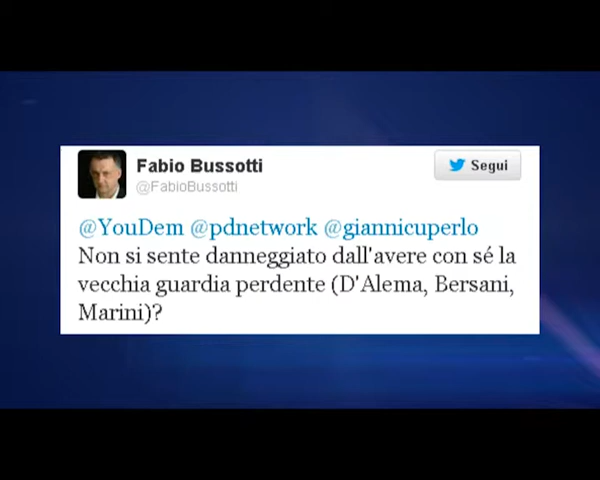 Fabio Bussotti
@FabioBussotti
Segui
@YouDem @pdnetwork @giannicuperlo
Non si sente danneggiato dall'avere con sé la
vecchia guardia perdente (D'Alema, Bersani,
Marini)?